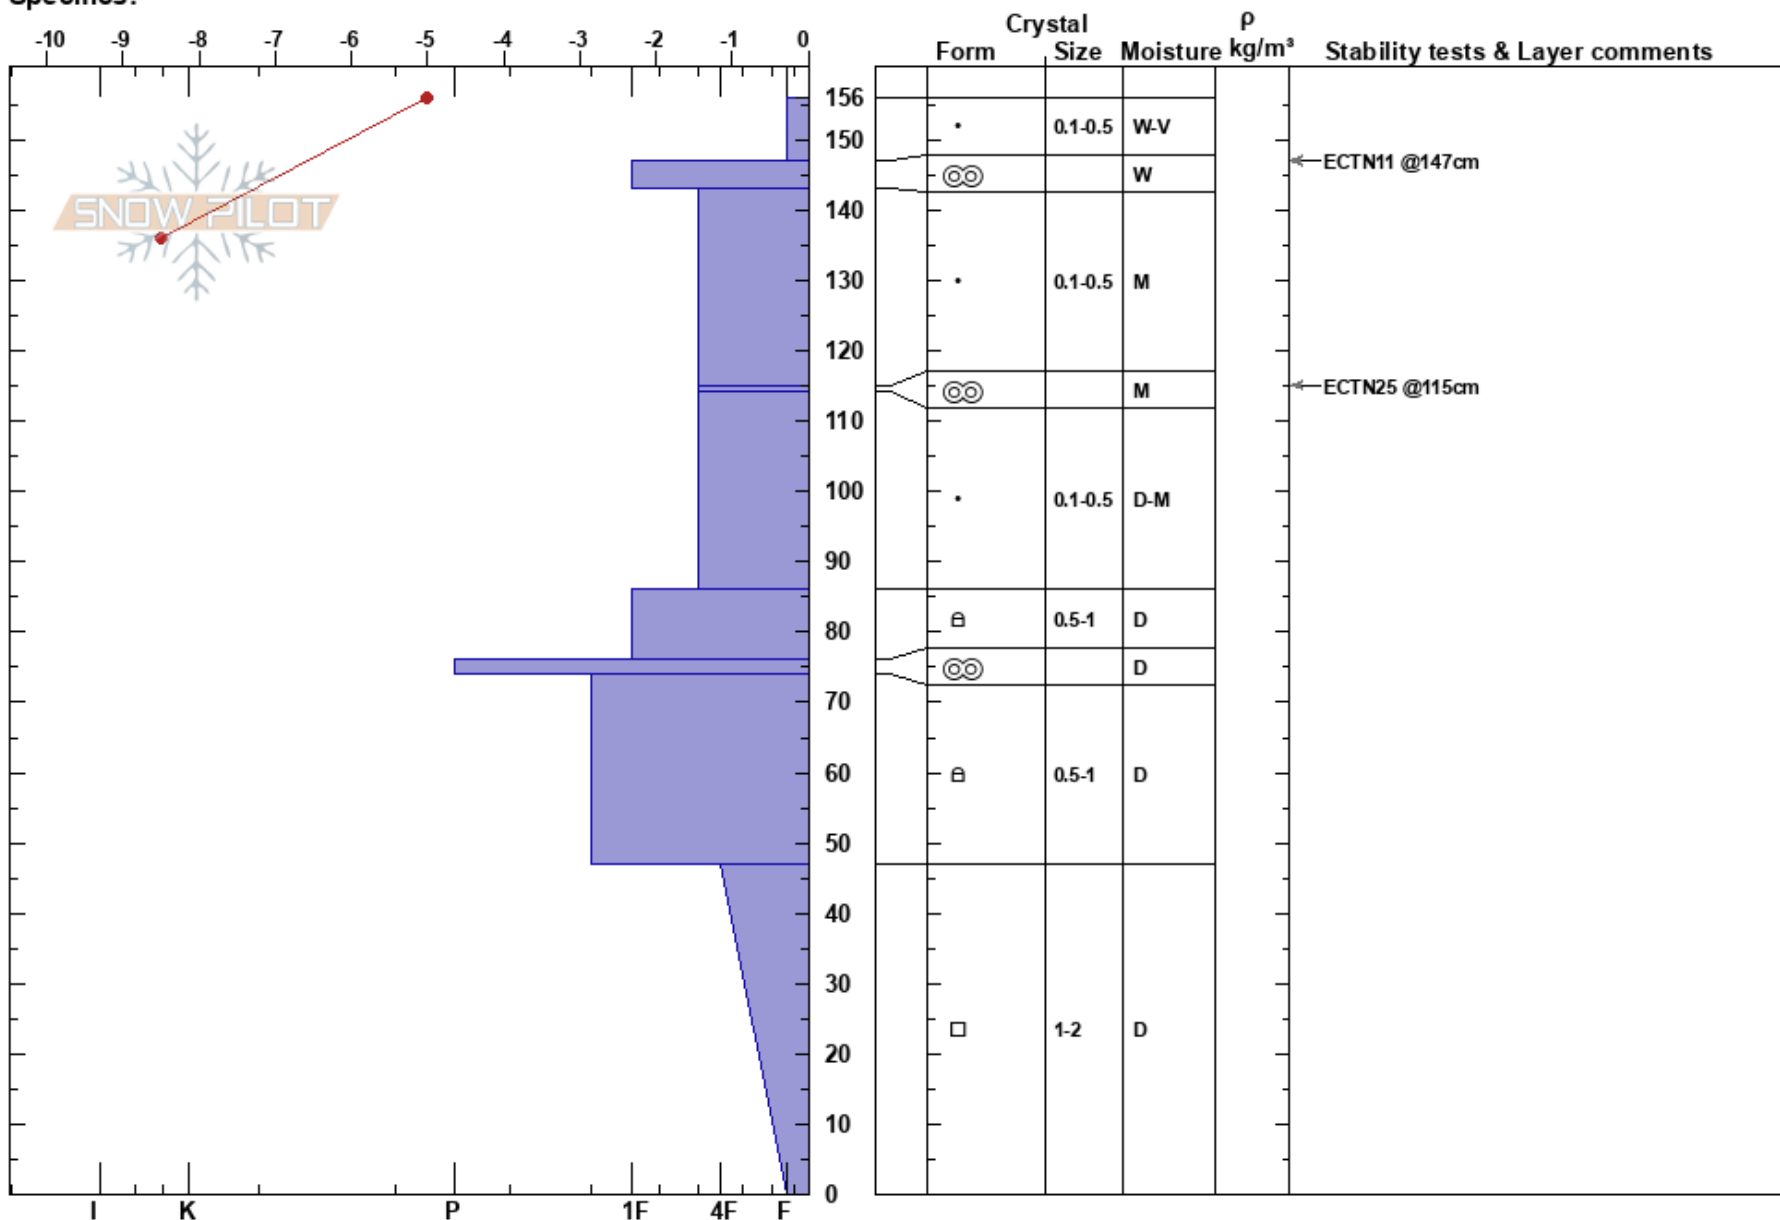 Specifics:
-10 -9 -8 -7 -6 -5 -4 -3 -2 -1 0
Crystal ρ
Form Size Moisture kg/m³ Stability tests & Layer comments
156
0.1-0.5 W-V
150
ECTN11 @147cm
W
SNOW PILOT
140
130
0.1-0.5 M
120
M
ECTN25 @115cm
110
100
0.1-0.5 D-M
90
0.5-1 D
80
D
70
60
0.5-1 D
50
40
30
1-2 D
20
10
0
I K P 1F 4F F